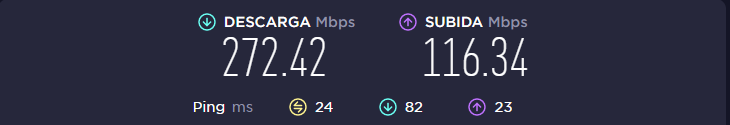 DESCARGA Mbps SUBIDA Mbps
272.42 116.34
Ping ms 24 82 23